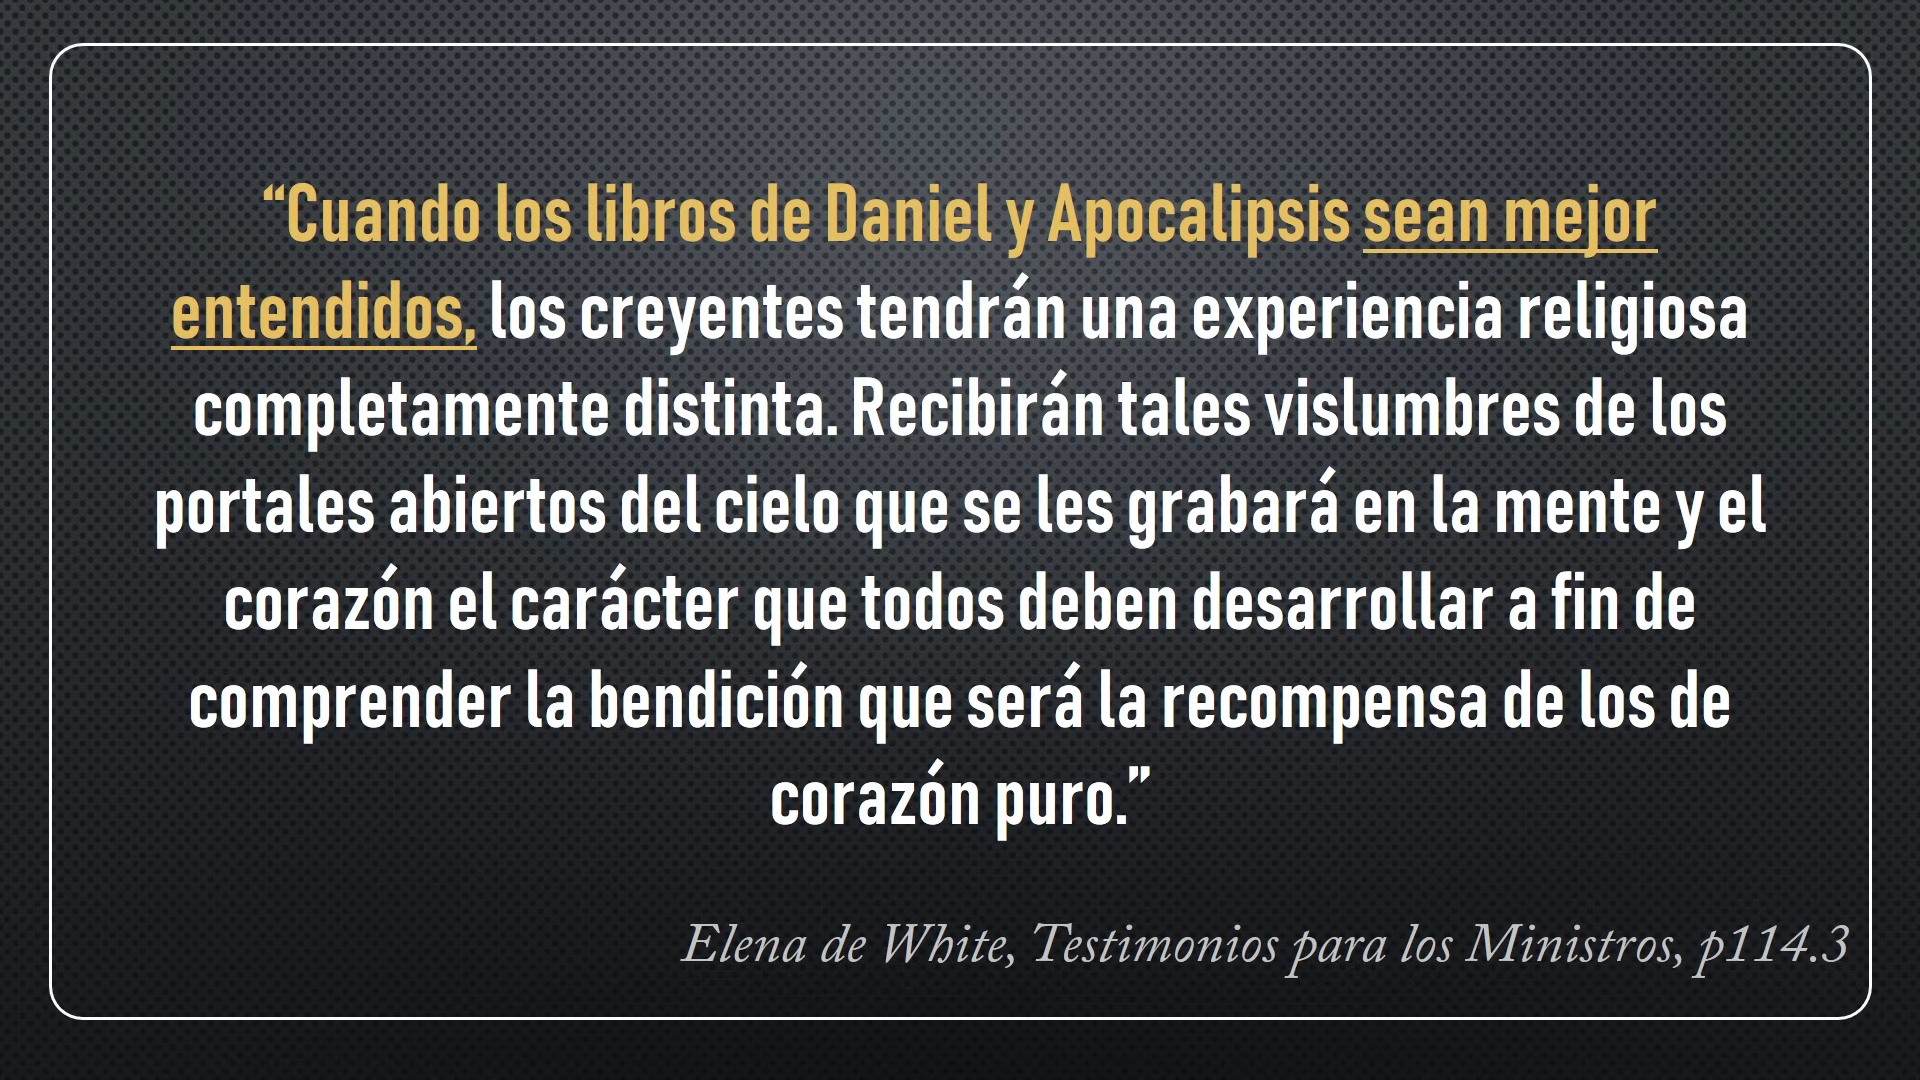 “Cuando los libros de Daniel y Apocalipsis sean mejor
entendidos, los creyentes tendrán una experiencia religiosa
completamente distinta. Recibirán tales vislumbres de los
portales abiertos del cielo que se les grabará en la mente y el
corazón el carácter que todos deben desarrollar a fin de
comprender la bendición que será la recompensa de los de
corazón puro.”
Elena de White, Testimonios para los Ministros, p114.3